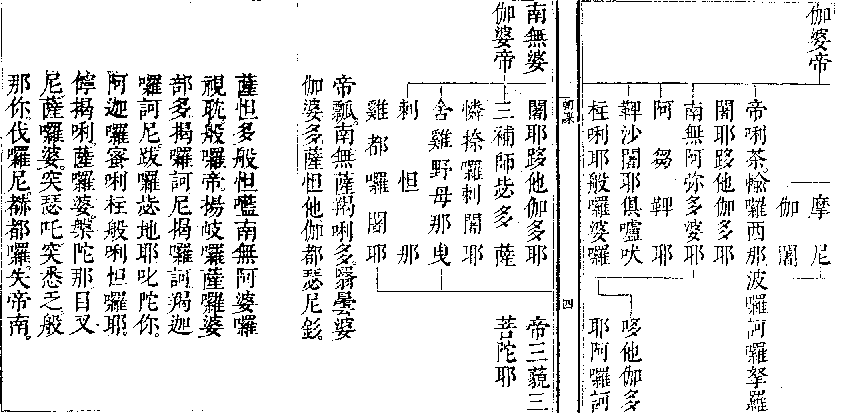 伽婆帝
摩尼
伽闍
帝唎荼輸囉西那波囉訶囉拏羅
闍耶跢他伽多耶
南無阿弥多婆耶
阿芻鞞耶
鞞沙闍耶俱嚧吠
柱唎耶般囉婆囉
哆他伽多
耶阿囉訶
朝課
四
南無婆
伽婆帝
闍耶跢他伽多耶
三補師毖多薩
憐捺囉剌闍耶
舍雞野母那曳
剌怛那
雞都囉闍耶
帝三藐三
菩陀耶
帝瓢。南無薩羯唎多。翳曇婆
伽婆多。薩怛他伽都瑟尼釤。
薩怛多般怛嚂。南無阿婆囉
視耽。般囉帝揚岐囉。薩囉婆
部多揭囉訶尼。揭囉訶羯迦
囉訶尼。跋囉毖地耶叱陀你。
阿迦囉蜜唎柱。般唎怛囉耶。
儜揭唎。薩囉婆。槃陀那目叉
尼。薩囉婆。突瑟吒。突悉乏。般
那你。伐囉尼。赭都囉。失帝南。